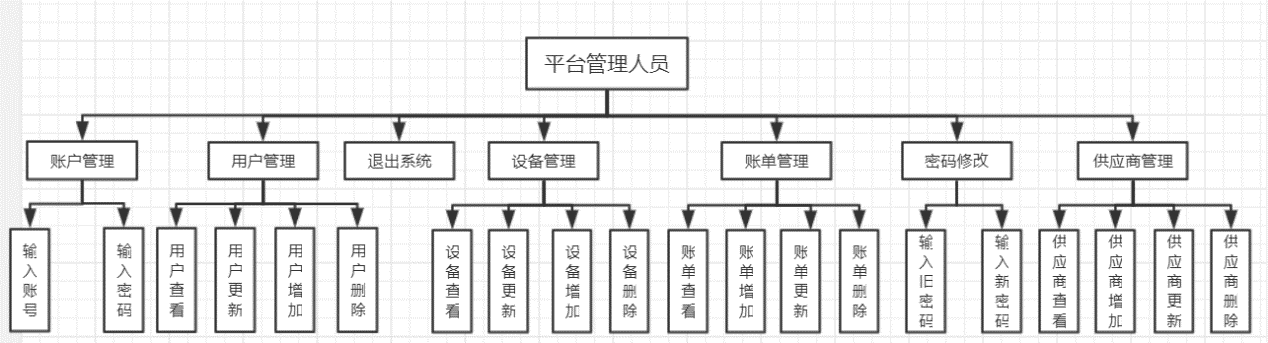 平台管理人员
账户管理
用户管理
退出系统
设备管理
账单管理
密码修改
供应商管理
输入账号
输入密码
用户查看
用户更新
用户增加
用户删除
设备查看
设备更新
设备增加
设备删除
账单查看
账单增加
账单更新
账单删除
输入旧密码
输入新密码
供应商查看
供应商增加
供应商更新
供应商删除